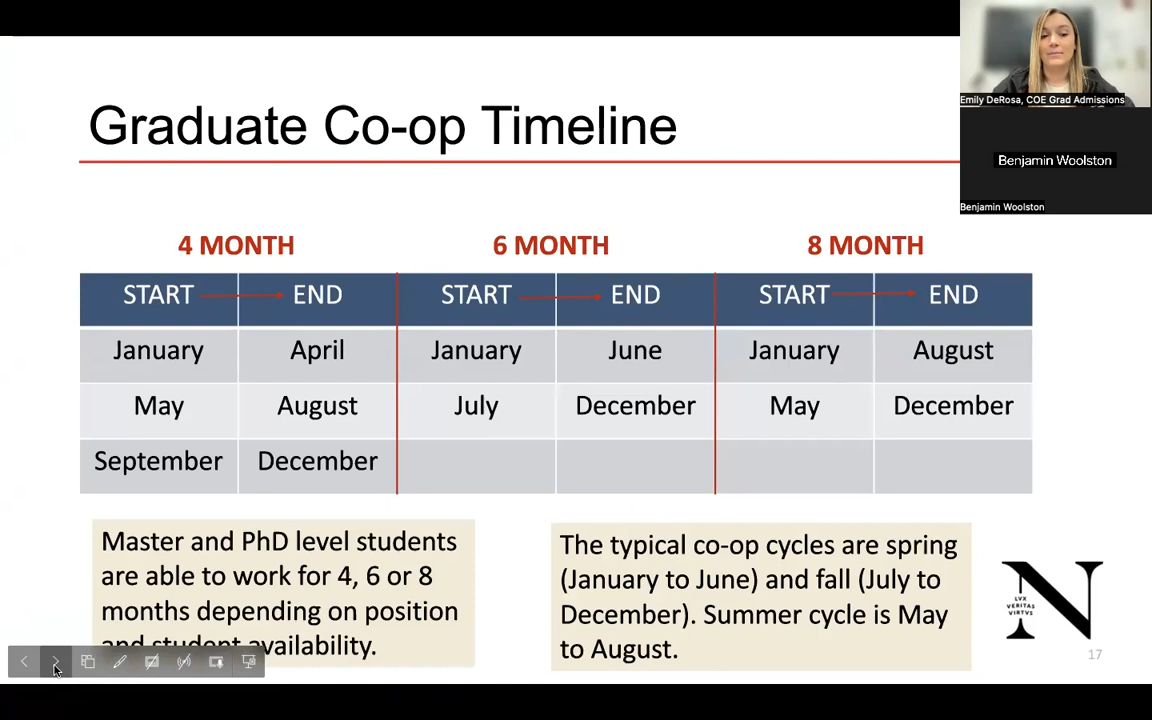 Graduate Co-op Timeline
Emily DeRosa, COE Grad Admissions
Benjamin Woolston
Benjamin Woolston
4 MONTH 6 MONTH 8 MONTH
START END START END START END
January April January June January August
May August July December May December
September December
Master and PhD level students
are able to work for 4, 6 or 8
months depending on position
and student availability.
The typical co-op cycles are spring
(January to June) and fall (July to
December). Summer cycle is May
to August.
LVX
VERITAS
VIRTVS
N
17